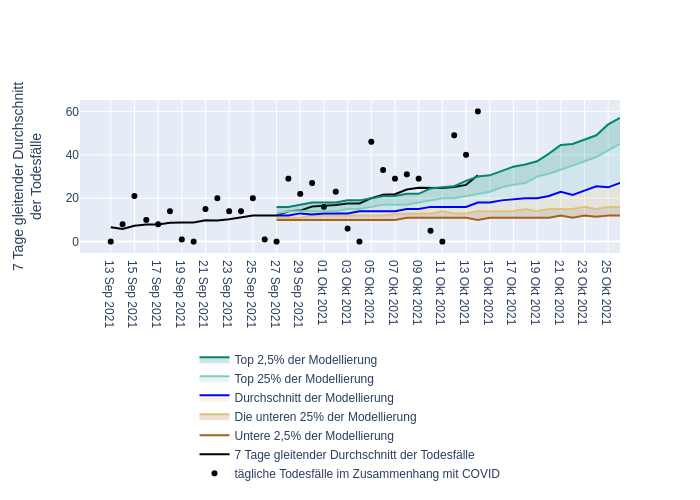 7 Tage gleitender Durchschnitt
der Todesfälle
60
40
20
0
13 Sep 2021
15 Sep 2021
17 Sep 2021
19 Sep 2021
21 Sep 2021
23 Sep 2021
25 Sep 2021
27 Sep 2021
29 Sep 2021
01 Okt 2021
03 Okt 2021
05 Okt 2021
07 Okt 2021
09 Okt 2021
11 Okt 2021
13 Okt 2021
15 Okt 2021
17 Okt 2021
19 Okt 2021
21 Okt 2021
23 Okt 2021
25 Okt 2021
Top 2,5% der Modellierung
Top 25% der Modellierung
Durchschnitt der Modellierung
Die unteren 25% der Modellierung
Untere 2,5% der Modellierung
7 Tage gleitender Durchschnitt der Todesfälle
tägliche Todesfälle im Zusammenhang mit COVID